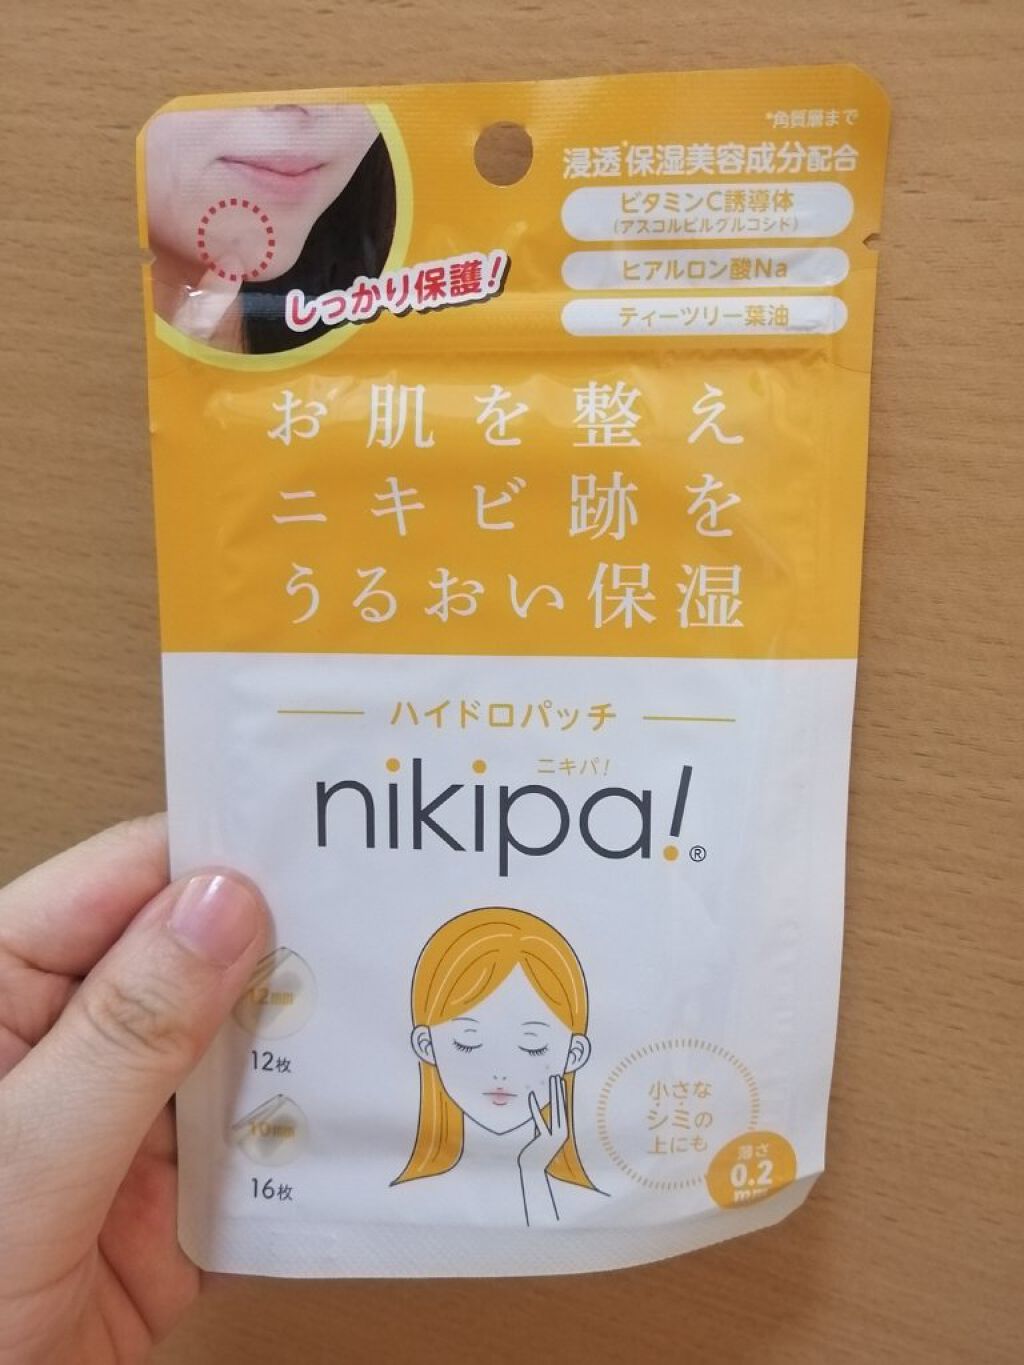 *角質層まで
浸透*保湿美容成分配合
ビタミンC誘導体
(アスコルビルグルコシド)
ヒアルロン酸Na
ティーツリー葉油
しっかり保護!
お肌を整え
ニキビ跡を
うるおい保湿
ハイドロパッチ
ニキパ!
nikipa!®
12mm
12枚
10mm
16枚
小さな
シミの
上にも
薄さ
0.2
mm